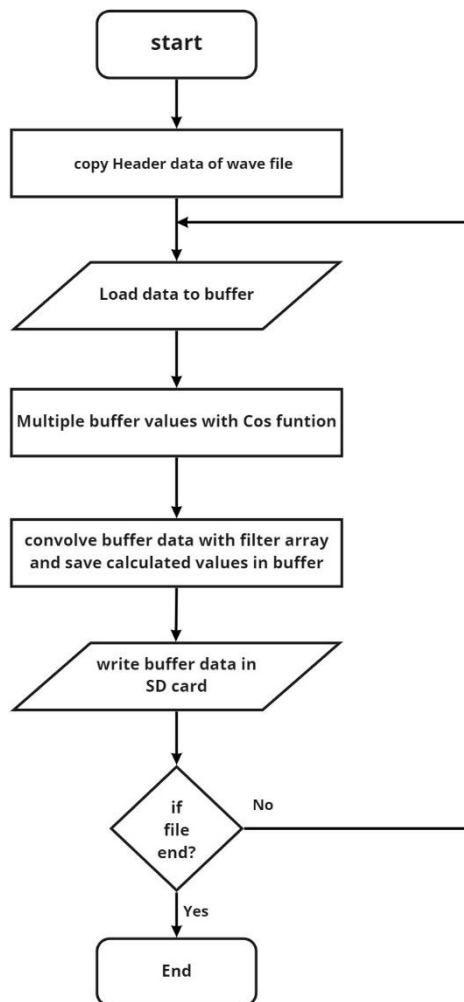 start
copy Header data of wave file
Load data to buffer
Multiple buffer values with Cos funtion
convolve buffer data with filter array
and save calculated values in buffer
write buffer data in
SD card
if
file
end?
No
Yes
End